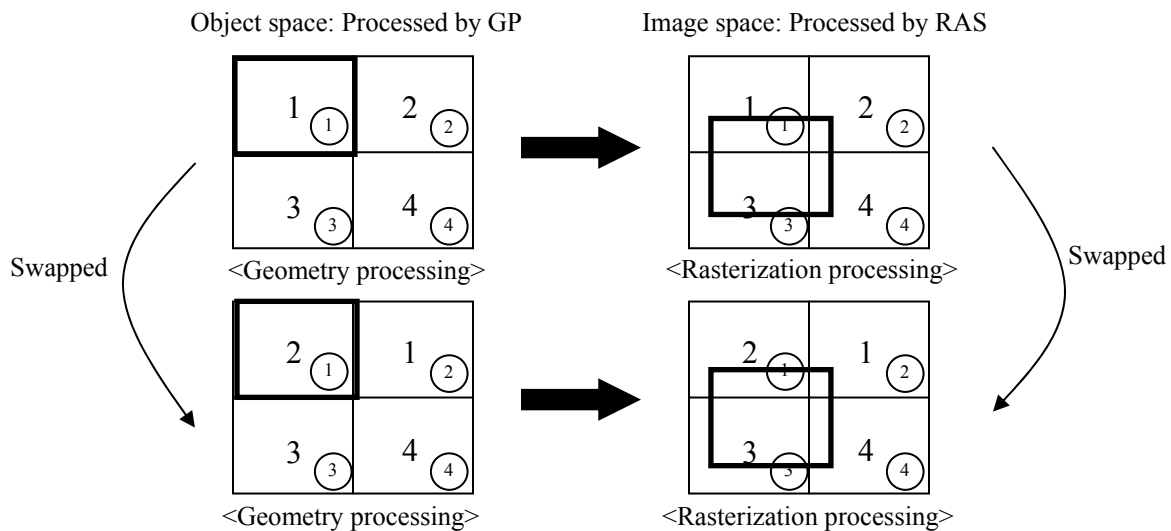 Object space: Processed by GP
Image space: Processed by RAS
1 ① 2 ②
3 ③ 4 ④
1 ① 2 ②
3 ③ 4 ④
Swapped
Swapped
<Geometry processing>
<Rasterization processing>
2 ① 1 ②
3 ③ 4 ④
2 ① 1 ②
3 ③ 4 ④
<Geometry processing>
<Rasterization processing>